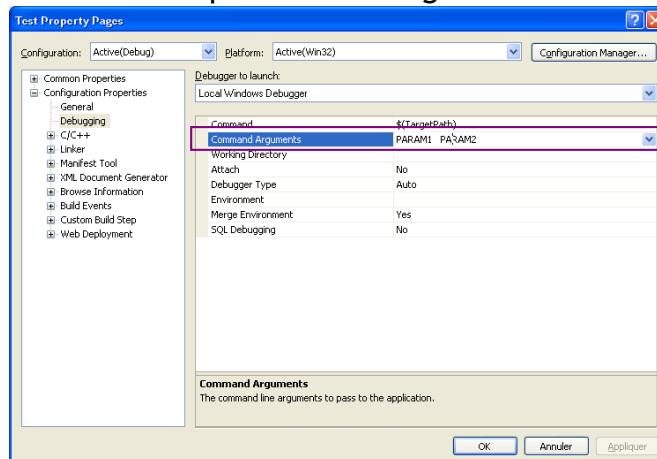 Test Property Pages
Configuration: Active(Debug) Platform: Active(Win32) Configuration Manager...
Common Properties
Configuration Properties
General
Debugging
C/C++
Linker
Manifest Tool
XML Document Generator
Browse Information
Build Events
Custom Build Step
Web Deployment
Debugger to launch:
Local Windows Debugger
Command $(TargetPath)
Command Arguments PARAM1 PARAM2
Working Directory
Attach No
Debugger Type Auto
Environment
Merge Environment Yes
SQL Debugging No
Command Arguments
The command line arguments to pass to the application.
OK Annuler Appliquer